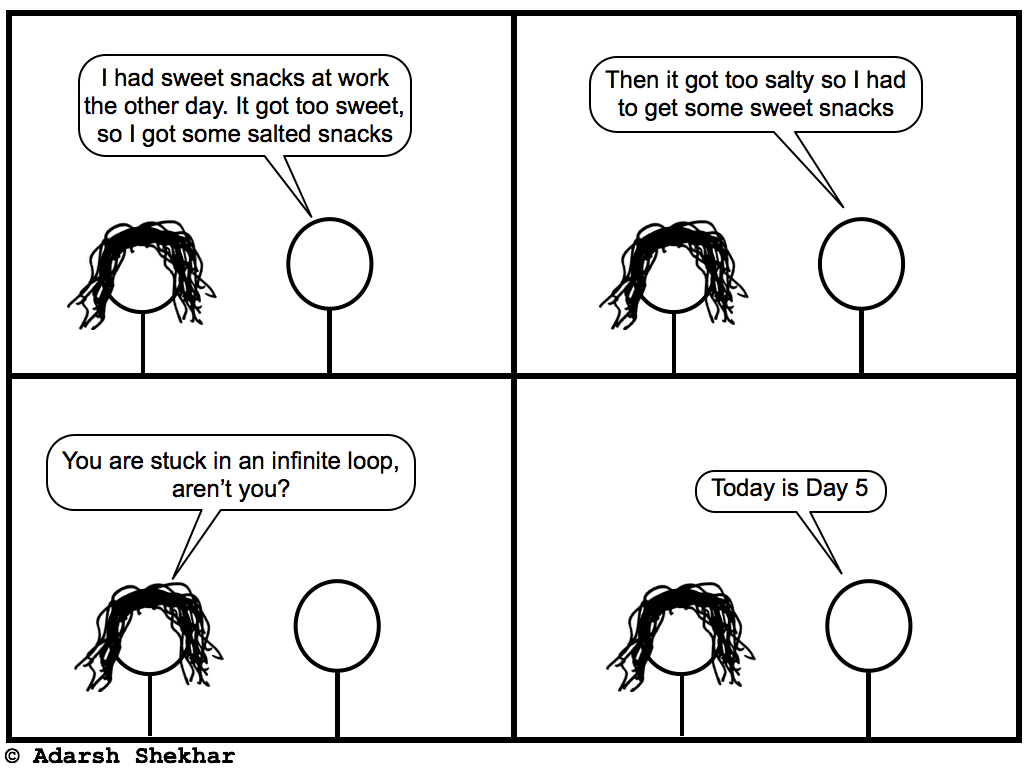 I had sweet snacks at work
the other day. It got too sweet,
so I got some salted snacks
Then it got too salty so I had
to get some sweet snacks
You are stuck in an infinite loop,
aren’t you?
Today is Day 5
© Adarsh Shekhar